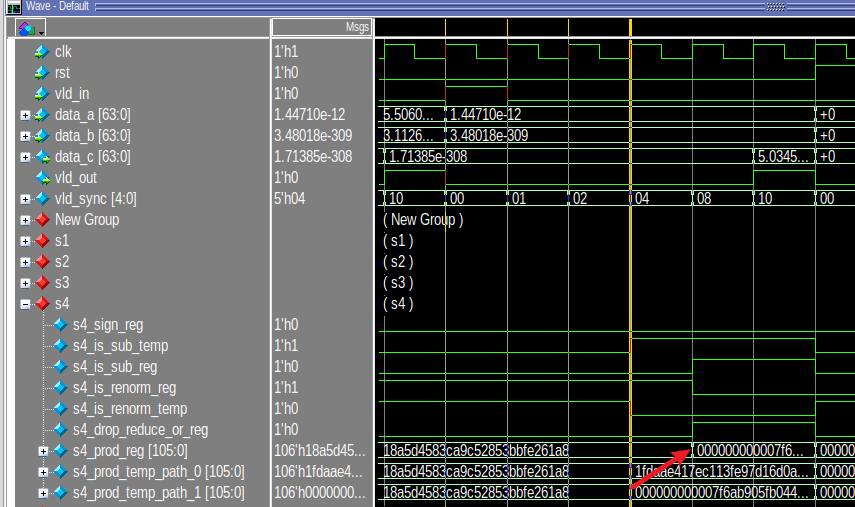 Wave - Default
Msgs
clk 1'h1
rst 1'h0
vld_in 1'h0
data_a [63:0] 1.44710e-12 5.5060... 1.44710e-12 +0
data_b [63:0] 3.48018e-309 3.1126... 3.48018e-309 +0
data_c [63:0] 1.71385e-308 1.71385e-308 5.0345... +0
vld_out 1'h0
vld_sync [4:0] 5'h04 10 00 01 02 04 08 10 00
New Group ( New Group )
s1 ( s1 )
s2 ( s2 )
s3 ( s3 )
s4 ( s4 )
s4_sign_reg 1'h0
s4_is_sub_temp 1'h1
s4_is_sub_reg 1'h0
s4_is_renorm_reg 1'h1
s4_is_renorm_temp 1'h0
s4_drop_reduce_or_reg 1'h0
s4_prod_reg [105:0] 106'h18a5d45... 18a5d4583ca9c52853bbfe261a8 000000000007f6... 00000
s4_prod_temp_path_0 [105:0] 106'h1fdaae4... 18a5d4583ca9c52853bbfe261a8 1fdaae417ec113fe97d16d0a... 00000
s4_prod_temp_path_1 [105:0] 106'h0000000... 18a5d4583ca9c52853bbfe261a8 000000000007f6ab905fb044... 00000